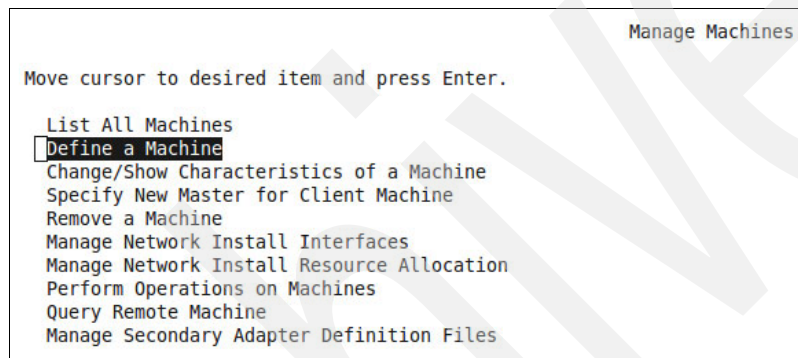 Manage Machines
Move cursor to desired item and press Enter.
List All Machines
Define a Machine
Change/Show Characteristics of a Machine
Specify New Master for Client Machine
Remove a Machine
Manage Network Install Interfaces
Manage Network Install Resource Allocation
Perform Operations on Machines
Query Remote Machine
Manage Secondary Adapter Definition Files